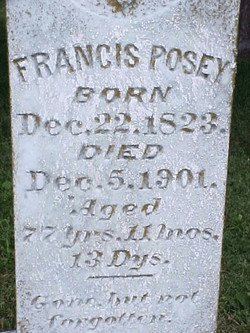 FRANCIS POSEY
BORN
Dec. 22. 1823.
DIED
Dec. 5. 1901.
Aged
77 yrs. 11 mos.
13 Dys.
Gone, but not
forgotten.